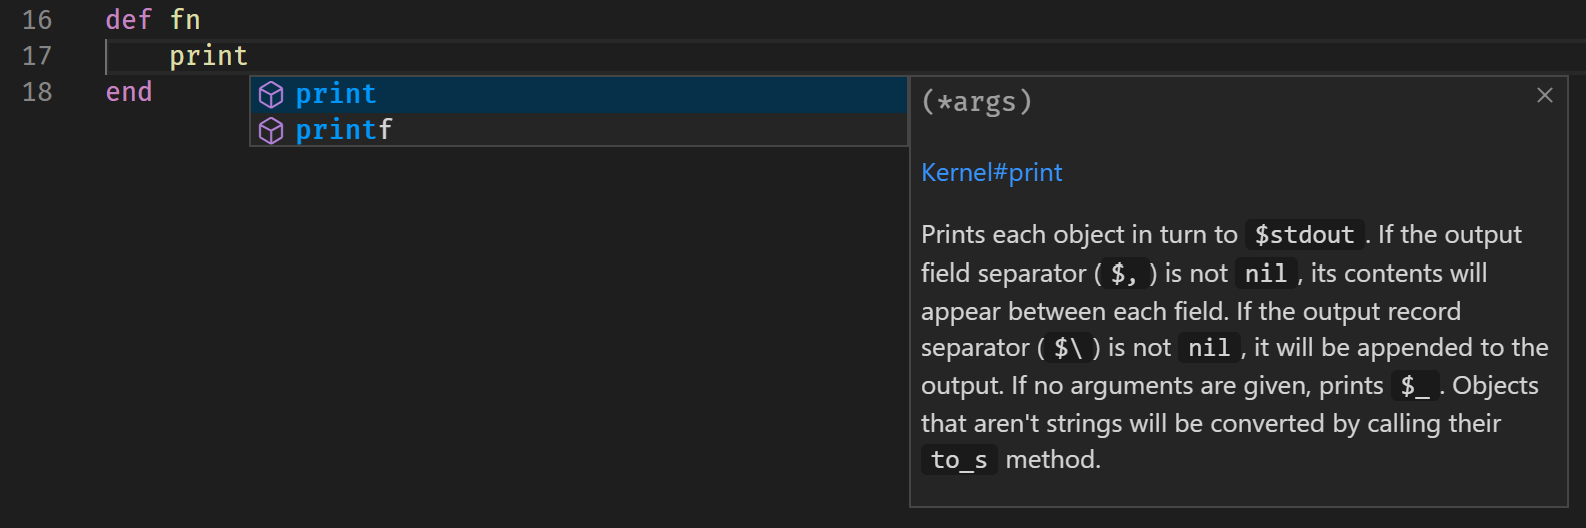 16 def fn
17 print
18 end
print
printf
(*args)
Kernel#print
Prints each object in turn to $stdout. If the output
field separator ( $, ) is not nil, its contents will
appear between each field. If the output record
separator ( $\ ) is not nil, it will be appended to the
output. If no arguments are given, prints $_. Objects
that aren't strings will be converted by calling their
to_s method.